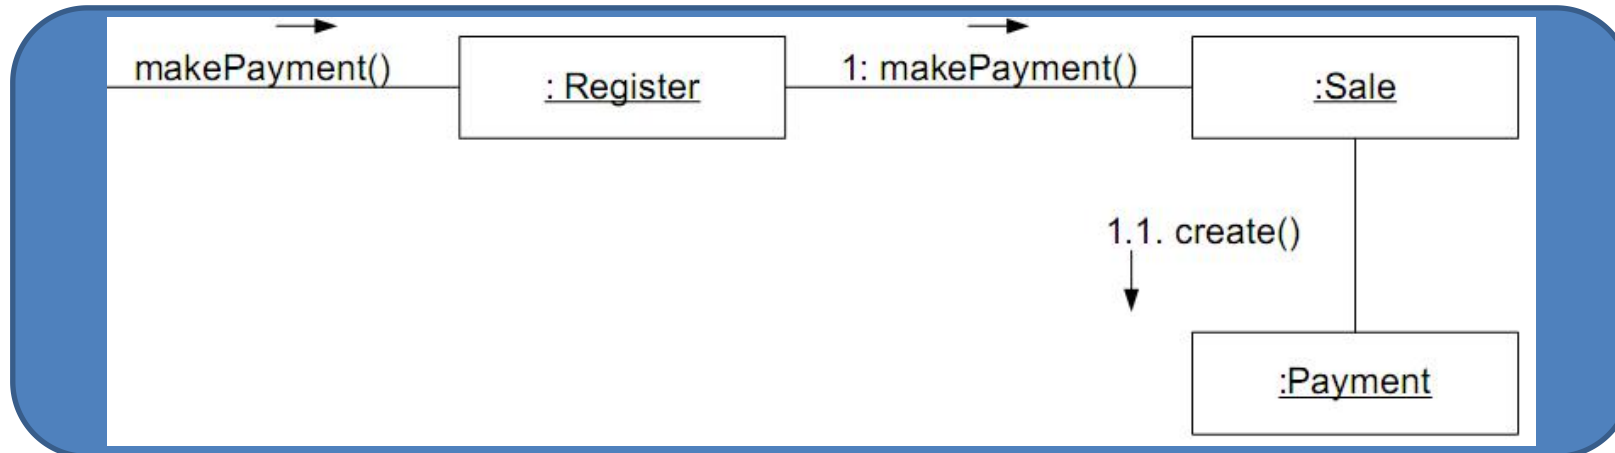 makePayment()
: Register
1: makePayment()
:Sale
1.1. create()
:Payment